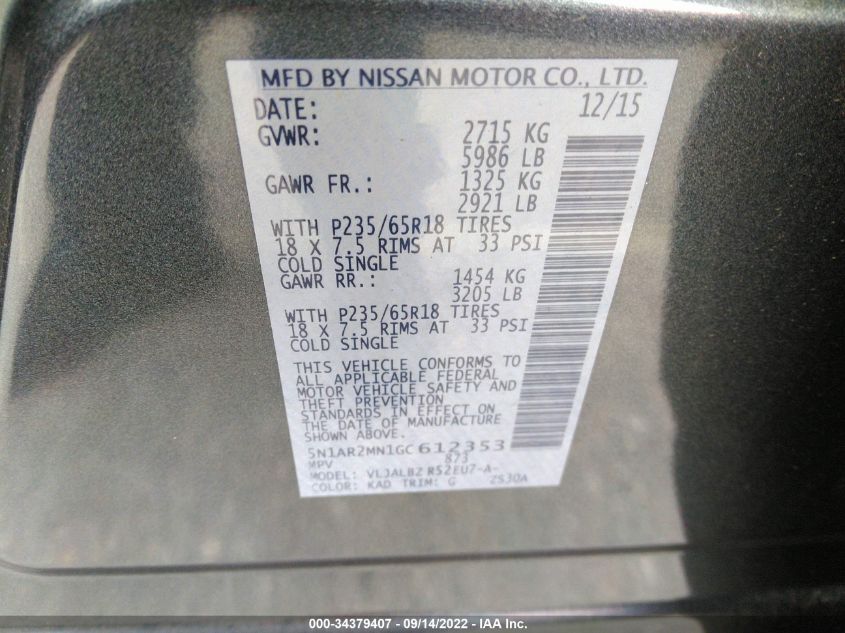 MFD BY NISSAN MOTOR CO., LTD.
DATE: 12/15
GVWR: 2715 KG
5986 LB
GAWR FR.: 1325 KG
2921 LB
WITH P235/65R18 TIRES
18 X 7.5 RIMS AT 33 PSI
COLD SINGLE
GAWR RR.: 1454 KG
3205 LB
WITH P235/65R18 TIRES
18 X 7.5 RIMS AT 33 PSI
COLD SINGLE
THIS VEHICLE CONFORMS TO
ALL APPLICABLE FEDERAL
MOTOR VEHICLE SAFETY AND
THEFT PREVENTION
STANDARDS IN EFFECT ON
THE DATE OF MANUFACTURE
SHOWN ABOVE.
5N1AR2MN1GC612353
MPV 873
MODEL: VLJALBZ R52EU7-A-
COLOR: KAD TRIM: G ZS30A
000-34379407 - 09/14/2022 - IAA Inc.